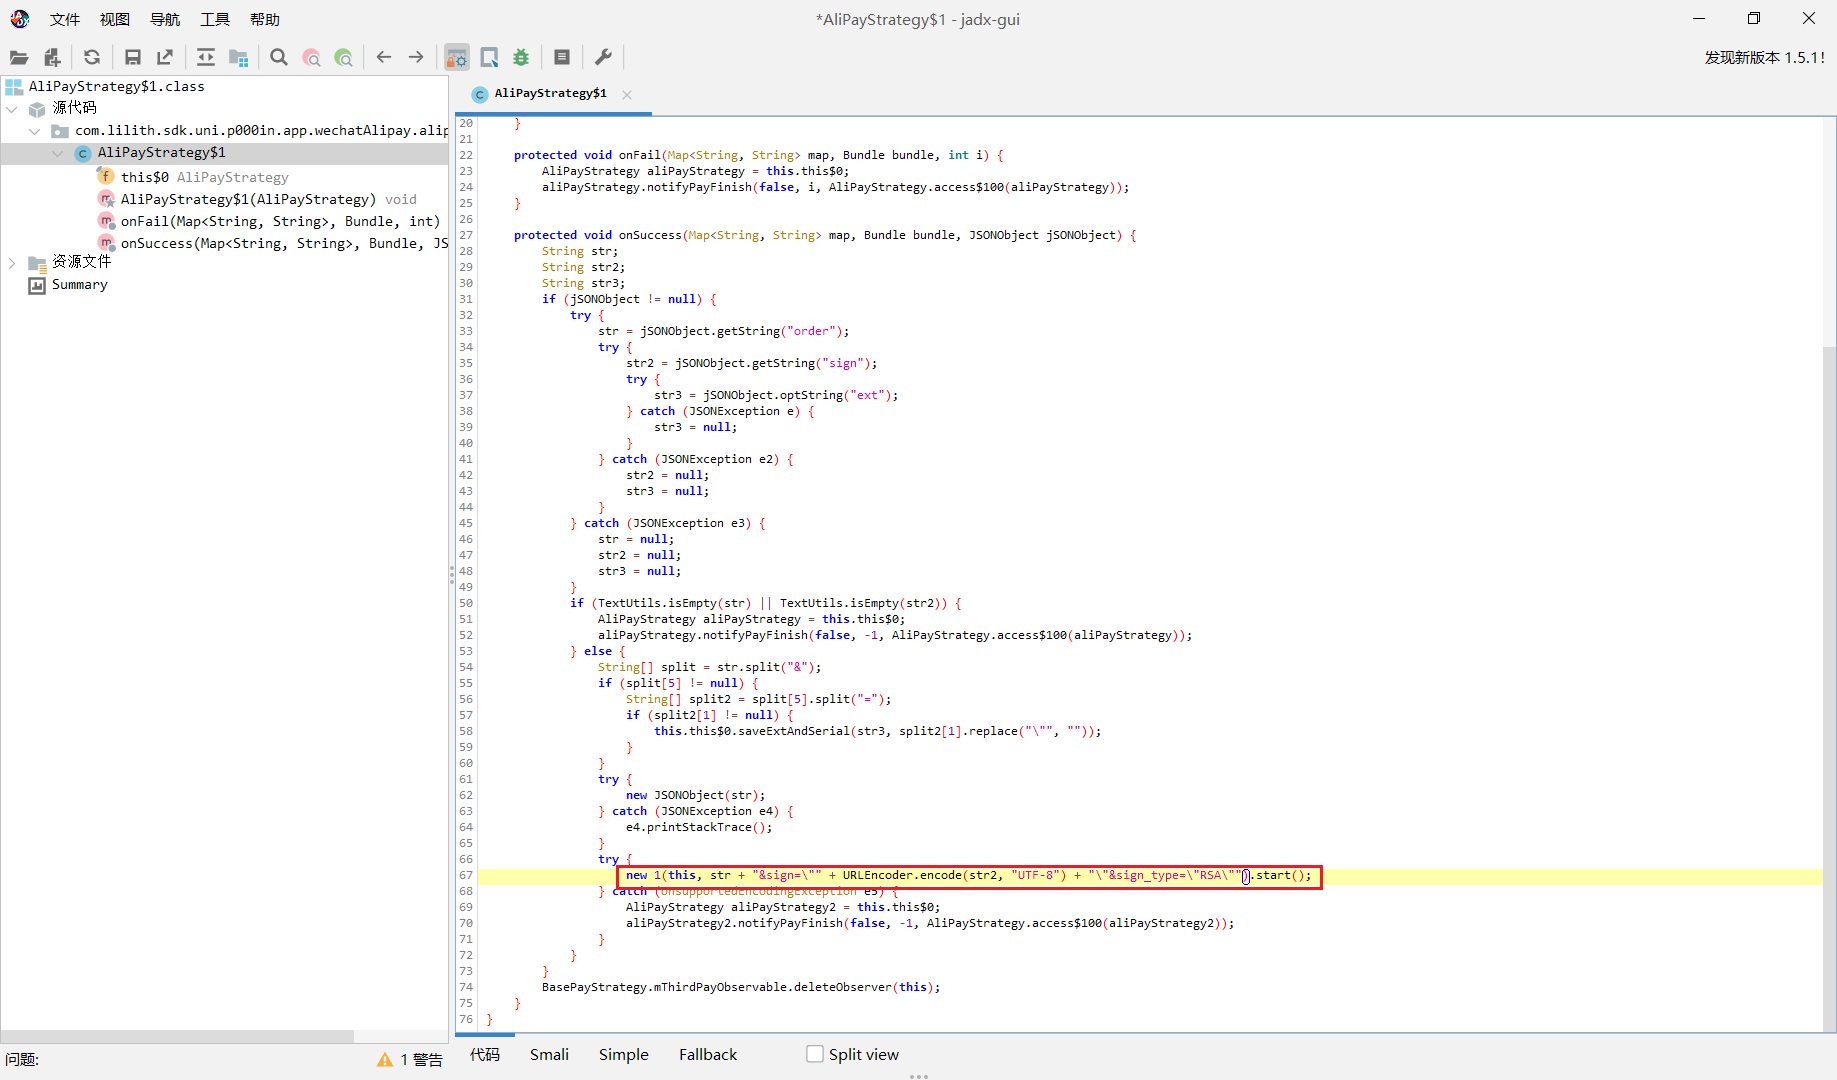 文件 视图 导航 工具 帮助
*AliPayStrategy$1 - jadx-gui
发现新版本 1.5.1!
AliPayStrategy$1.class
源代码
com.lilith.sdk.uni.p000in.app.wechatAlipay.alip
AliPayStrategy$1
this$0 AliPayStrategy
AliPayStrategy$1(AliPayStrategy) void
onFail(Map<String, String>, Bundle, int)
onSuccess(Map<String, String>, Bundle, JS
资源文件
Summary
问题:
1 警告
AliPayStrategy$1
20 }
21
22 protected void onFail(Map<String, String> map, Bundle bundle, int i) {
23 AliPayStrategy aliPayStrategy = this.this$0;
24 aliPayStrategy.notifyPayFinish(false, i, AliPayStrategy.access$100(aliPayStrategy));
25 }
26
27 protected void onSuccess(Map<String, String> map, Bundle bundle, JSONObject jSONObject) {
28 String str;
29 String str2;
30 String str3;
31 if (jSONObject != null) {
32 try {
33 str = jSONObject.getString("order");
34 try {
35 str2 = jSONObject.getString("sign");
36 try {
37 str3 = jSONObject.optString("ext");
38 } catch (JSONException e) {
39 str3 = null;
40 }
41 } catch (JSONException e2) {
42 str2 = null;
43 str3 = null;
44 }
45 } catch (JSONException e3) {
46 str = null;
47 str2 = null;
48 str3 = null;
49 }
50 if (TextUtils.isEmpty(str) || TextUtils.isEmpty(str2)) {
51 AliPayStrategy aliPayStrategy = this.this$0;
52 aliPayStrategy.notifyPayFinish(false, -1, AliPayStrategy.access$100(aliPayStrategy));
53 } else {
54 String[] split = str.split("&");
55 if (split[5] != null) {
56 String[] split2 = split[5].split("=");
57 if (split2[1] != null) {
58 this.this$0.saveExtAndSerial(str3, split2[1].replace("\"", ""));
59 }
60 }
61 try {
62 new JSONObject(str);
63 } catch (JSONException e4) {
64 e4.printStackTrace();
65 }
66 try {
67 new 1(this, str + "&sign=\"" + URLEncoder.encode(str2, "UTF-8") + "\"&sign_type=\"RSA\"").start();
68 } catch (UnsupportedEncodingException e5) {
69 AliPayStrategy aliPayStrategy2 = this.this$0;
70 aliPayStrategy2.notifyPayFinish(false, -1, AliPayStrategy.access$100(aliPayStrategy2));
71 }
72 }
73 }
74 BasePayStrategy.mThirdPayObservable.deleteObserver(this);
75 }
76 }
代码 Smali Simple Fallback Split view